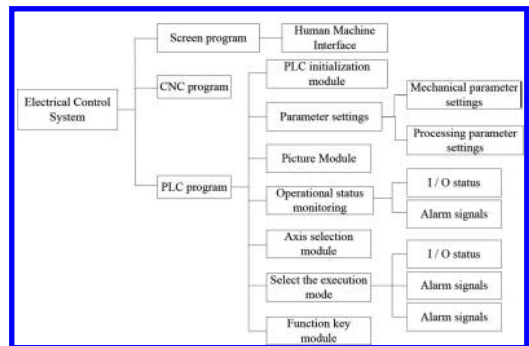 Screen program
Human Machine
Interface
PLC initialization
module
CNC program
Mechanical parameter
settings
Electrical Control
System
Parameter settings
Processing parameter
settings
Picture Module
PLC program
Operational status
monitoring
I / O status
Alarm signals
Axis selection
module
I / O status
Select the execution
mode
Alarm signals
Alarm signals
Function key
module